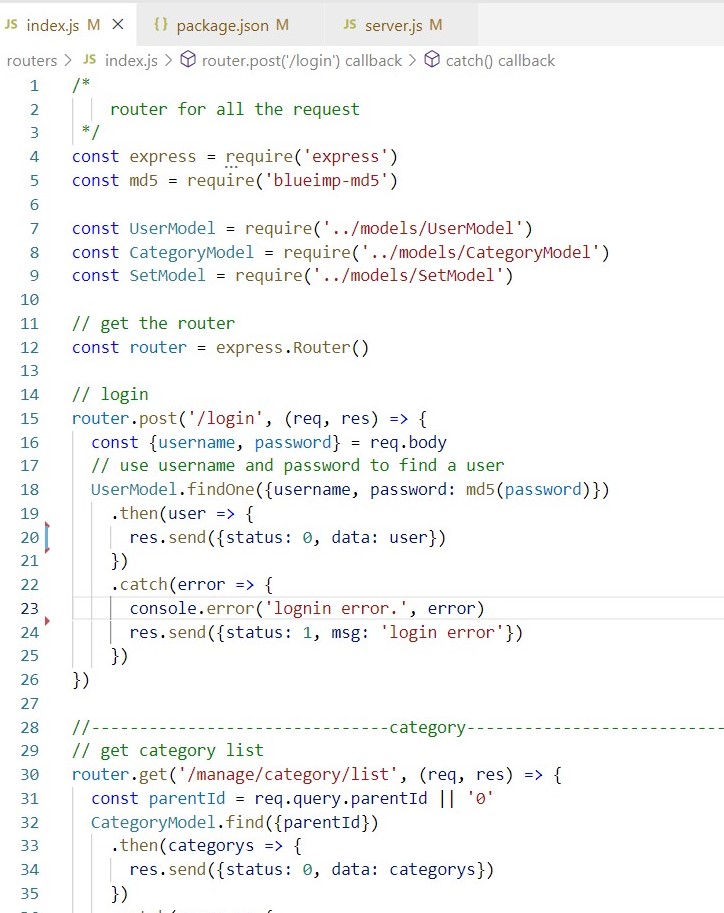 JS index.js M × {} package.json M JS server.js M
routers > JS index.js > router.post('/login') callback > catch() callback
1 /*
2 router for all the request
3 */
4 const express = require('express')
5 const md5 = require('blueimp-md5')
6
7 const UserModel = require('../models/UserModel')
8 const CategoryModel = require('../models/CategoryModel')
9 const SetModel = require('../models/SetModel')
10
11 // get the router
12 const router = express.Router()
13
14 // login
15 router.post('/login', (req, res) => {
16 const {username, password} = req.body
17 // use username and password to find a user
18 UserModel.findOne({username, password: md5(password)})
19 .then(user => {
20 res.send({status: 0, data: user})
21 })
22 .catch(error => {
23 console.error('lognin error.', error)
24 res.send({status: 1, msg: 'login error'})
25 })
26 })
27
28 //-------------------------------category---------------------------
29 // get category list
30 router.get('/manage/category/list', (req, res) => {
31 const parentId = req.query.parentId || '0'
32 CategoryModel.find({parentId})
33 .then(categorys => {
34 res.send({status: 0, data: categorys})
35 })